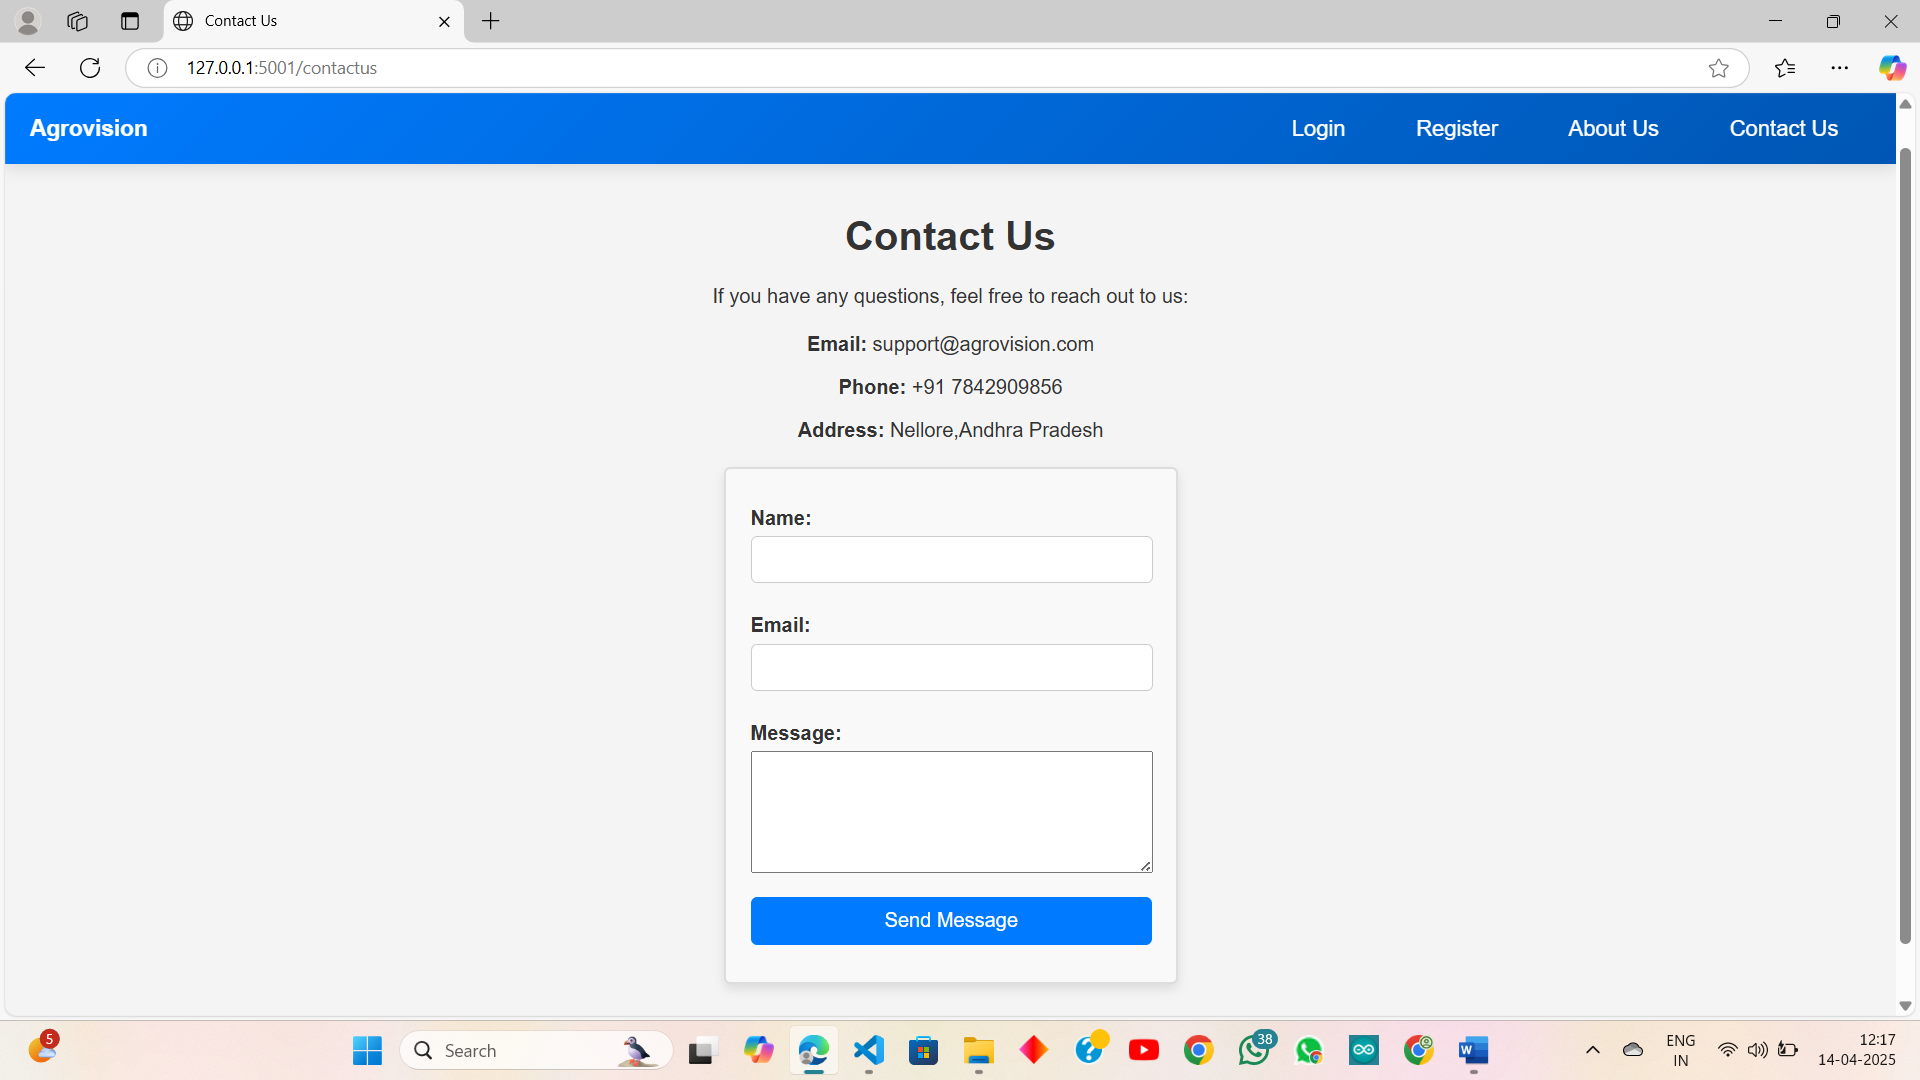 Contact Us
127.0.0.1:5001/contactus
Agrovision
Login
Register
About Us
Contact Us
Contact Us
If you have any questions, feel free to reach out to us:
Email: support@agrovision.com
Phone: +91 7842909856
Address: Nellore,Andhra Pradesh
Name:
Email:
Message:
Send Message
5
Search
38
ENG
IN
12:17
14-04-2025